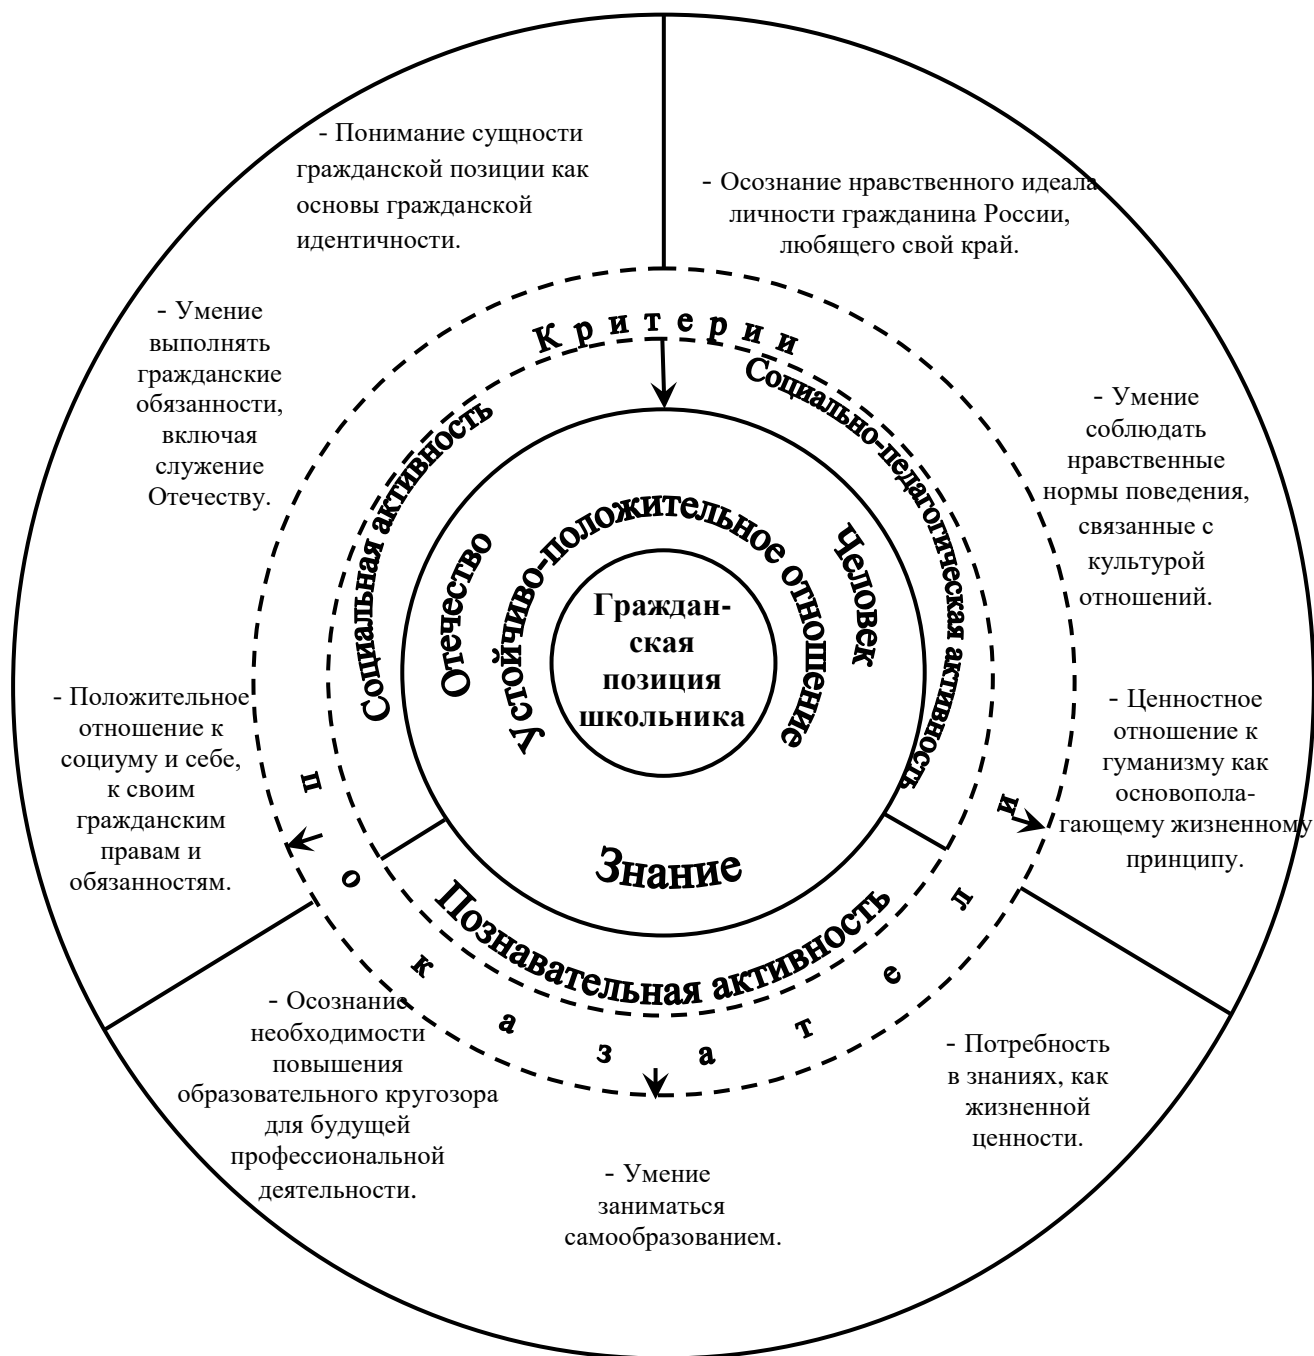 - Понимание сущности
гражданской позиции как
основы гражданской
идентичности.
- Осознание нравственного идеала
личности гражданина России,
любящего свой край.
- Умение
выполнять
гражданские
обязанности,
включая
служение
Отечеству.
Критерии
Социальная активность
Социально-педагогическая активность
- Умение
соблюдать
нравственные
нормы поведения,
связанные с
культурой
отношений.
Отечество
Устойчиво-положительное отношение
Человек
Граждан-
ская
позиция
школьника
- Положительное
отношение к
социуму и себе,
к своим
гражданским
правам и
обязанностям.
- Ценностное
отношение к
гуманизму как
основопола-
гающему жизненному
принципу.
Знание
Познавательная активность
показатели
- Осознание
необходимости
повышения
образовательного кругозора
для будущей
профессиональной
деятельности.
- Потребность
в знаниях, как
жизненной
ценности.
- Умение
заниматься
самообразованием.